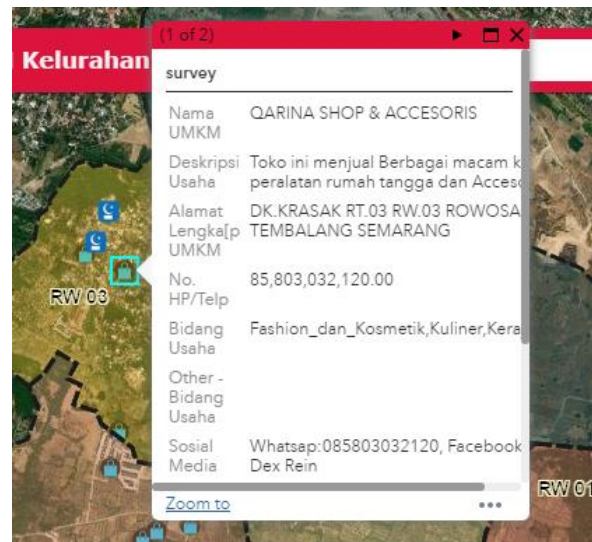 Kelurahan
(1 of 2)
survey
Nama UMKM QARINA SHOP & ACCESORIS
Deskripsi Toko ini menjual Berbagai macam k
Usaha peralatan rumah tangga dan Acceso
Alamat DK.KRASAK RT.03 RW.03 ROWOSA
Lengka[p TEMBALANG SEMARANG
UMKM
No. 85,803,032,120.00
HP/Telp
Bidang Fashion_dan_Kosmetik,Kuliner,Kera
Usaha
Other -
Bidang
Usaha
Sosial Whatsap:085803032120, Facebook
Media Dex Rein
Zoom to
RW 03
RW 01